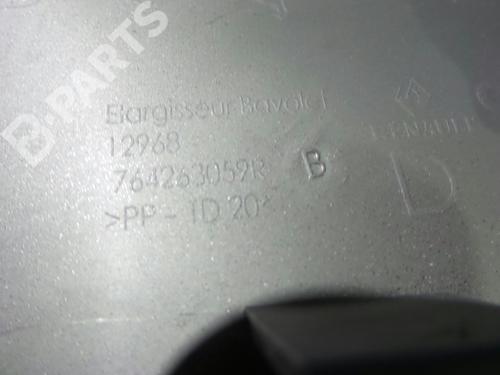 B-PARTS
Elargisseur Bavolet
12968
764263059R
B
RENAULT
D
>PP - TD 20<